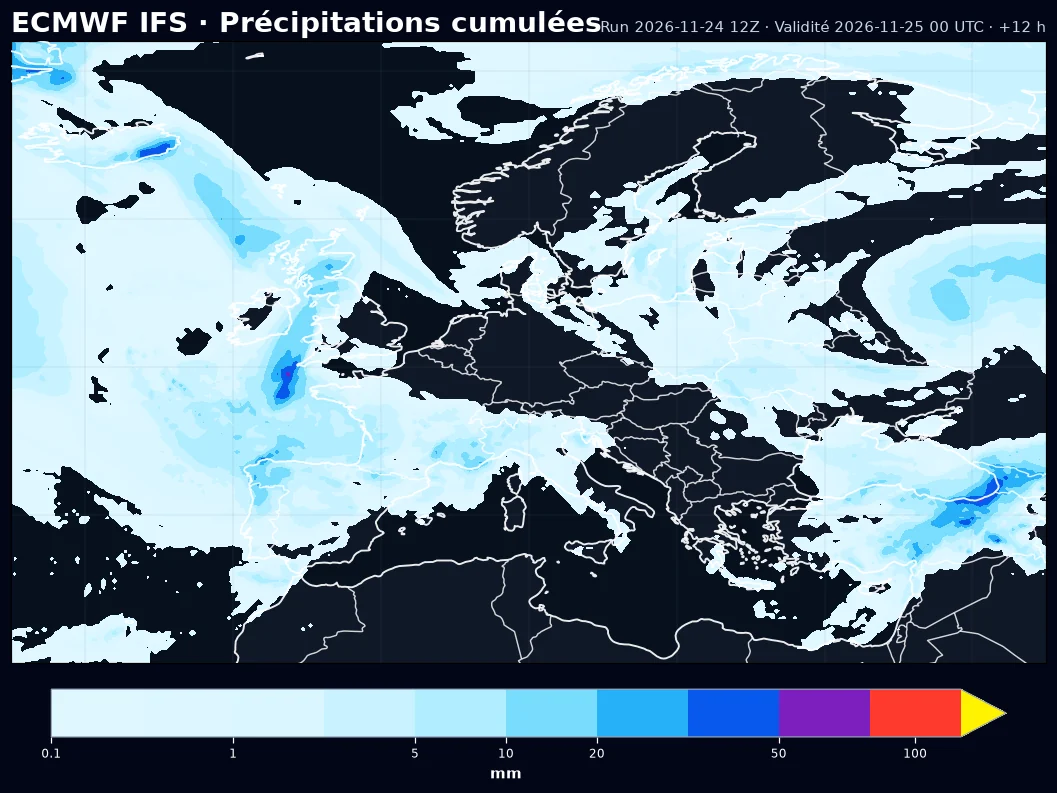 ECMWF IFS · Précipitations cumulées
Run 2026-11-24 12Z · Validité 2026-11-25 00 UTC · +12 h
0.1 1 5 10 20 50 100
mm